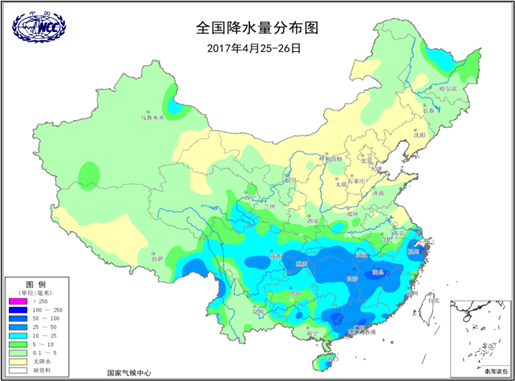 中国
NCC
全国降水量分布图
2017年4月25-26日
乌鲁木齐
哈尔滨
长春
沈阳
呼和浩特
北京
天津
银川
太原
石家庄
济南
西宁
兰州
西安
郑州
南京
合肥
杭州
拉萨
成都
重庆
武汉
长沙
南昌
贵阳
福州
台北
昆明
南宁
海口
图 例
(单位:毫米)
> 250
100 ~ 250
50 ~ 100
25 ~ 50
10 ~ 25
5 ~ 10
0.1 ~ 5
无降水
缺资料
国家气候中心
南海诸岛